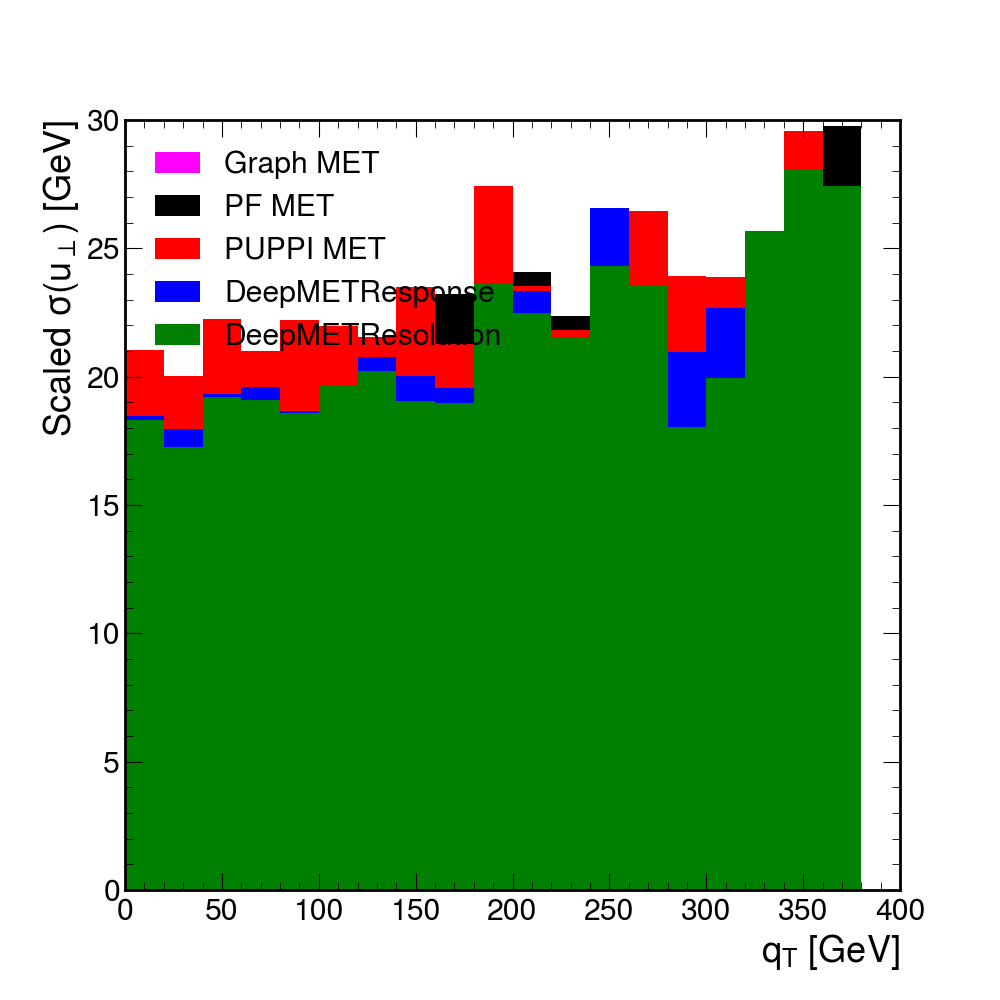 Scaled σ(u⊥) [GeV]
30
25
20
15
10
5
0
Graph MET
PF MET
PUPPI MET
DeepMETResponse
DeepMETResolution
0 50 100 150 200 250 300 350 400
qT [GeV]